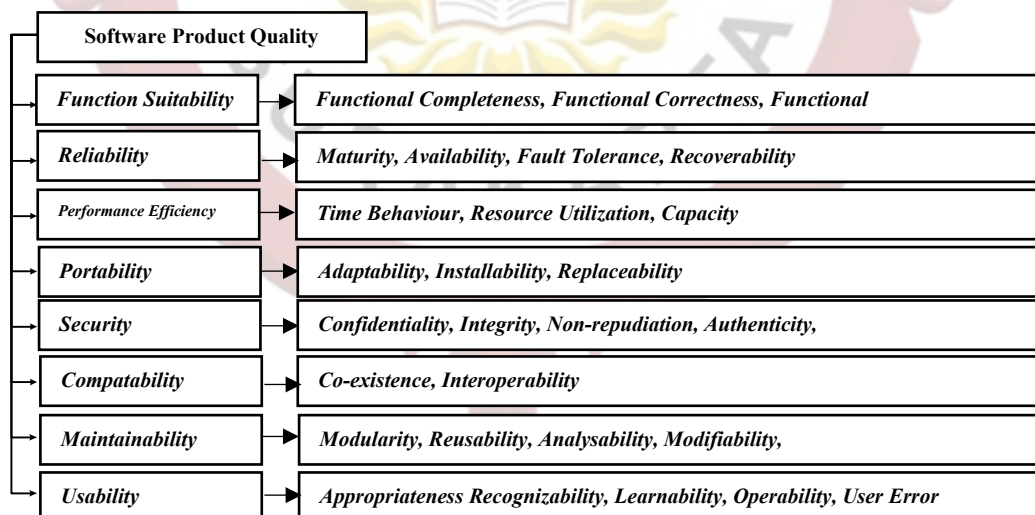 Software Product Quality
Function Suitability
Functional Completeness, Functional Correctness, Functional
Reliability
Maturity, Availability, Fault Tolerance, Recoverability
Performance Efficiency
Time Behaviour, Resource Utilization, Capacity
Portability
Adaptability, Installability, Replaceability
Security
Confidentiality, Integrity, Non-repudiation, Authenticity,
Compatability
Co-existence, Interoperability
Maintainability
Modularity, Reusability, Analysability, Modifiability,
Usability
Appropriateness Recognizability, Learnability, Operability, User Error